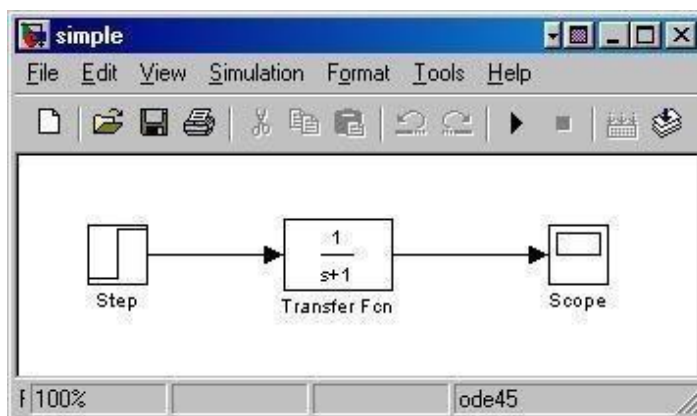 simple
File Edit View Simulation Format Tools Help
1
s+1
Step
Transfer Fcn
Scope
F 100%
ode45